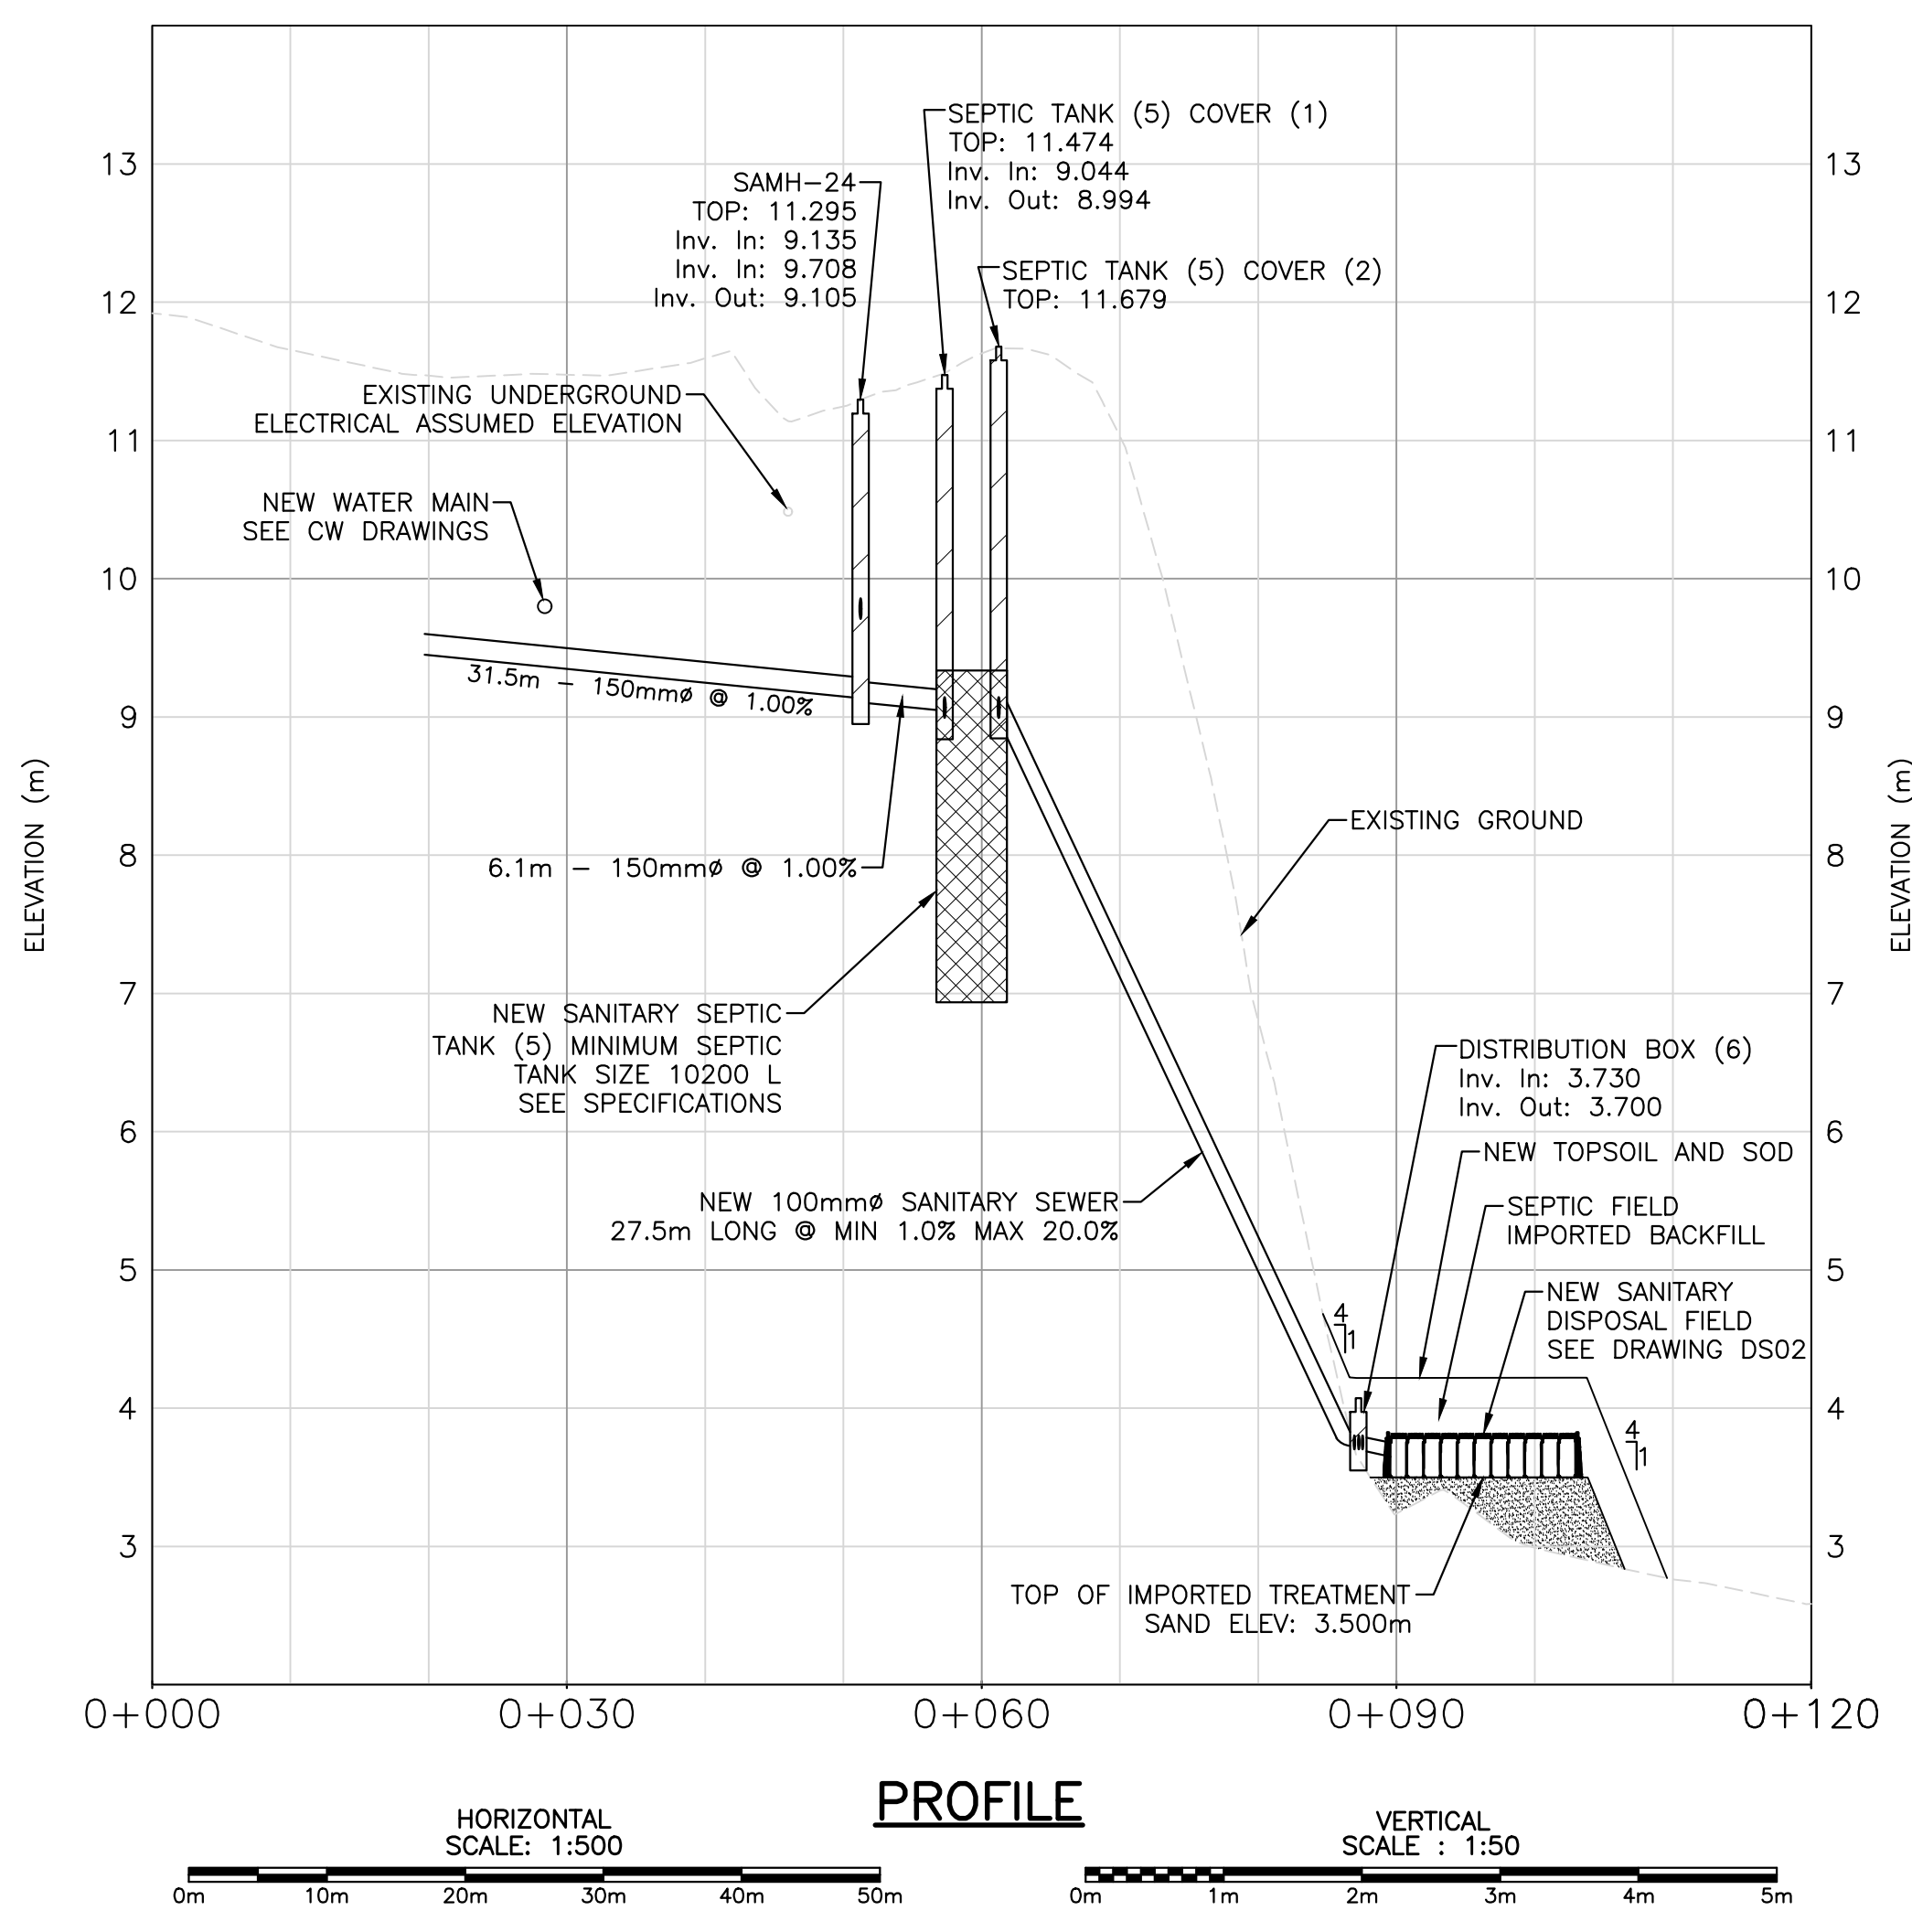 SEPTIC TANK (5) COVER (1)
TOP: 11.474
Inv. In: 9.044
Inv. Out: 8.994
SAMH-24
TOP: 11.295
Inv. In: 9.135
Inv. In: 9.708
Inv. Out: 9.105
SEPTIC TANK (5) COVER (2)
TOP: 11.679
EXISTING UNDERGROUND
ELECTRICAL ASSUMED ELEVATION
NEW WATER MAIN
SEE CW DRAWINGS
31.5m - 150mmø @ 1.00%
6.1m - 150mmø @ 1.00%
EXISTING GROUND
NEW SANITARY SEPTIC
TANK (5) MINIMUM SEPTIC
TANK SIZE 10200 L
SEE SPECIFICATIONS
DISTRIBUTION BOX (6)
Inv. In: 3.730
Inv. Out: 3.700
NEW TOPSOIL AND SOD
NEW 100mmø SANITARY SEWER
27.5m LONG @ MIN 1.0% MAX 20.0%
SEPTIC FIELD
IMPORTED BACKFILL
NEW SANITARY
DISPOSAL FIELD
SEE DRAWING DS02
4
1
4
1
TOP OF IMPORTED TREATMENT
SAND ELEV: 3.500m
ELEVATION (m)
13
12
11
10
9
8
7
6
5
4
3
13
12
11
10
9
8
7
6
5
4
3
ELEVATION (m)
0+000 0+030 0+060 0+090 0+120
PROFILE
HORIZONTAL
SCALE: 1:500
0m 10m 20m 30m 40m 50m
VERTICAL
SCALE : 1:50
0m 1m 2m 3m 4m 5m